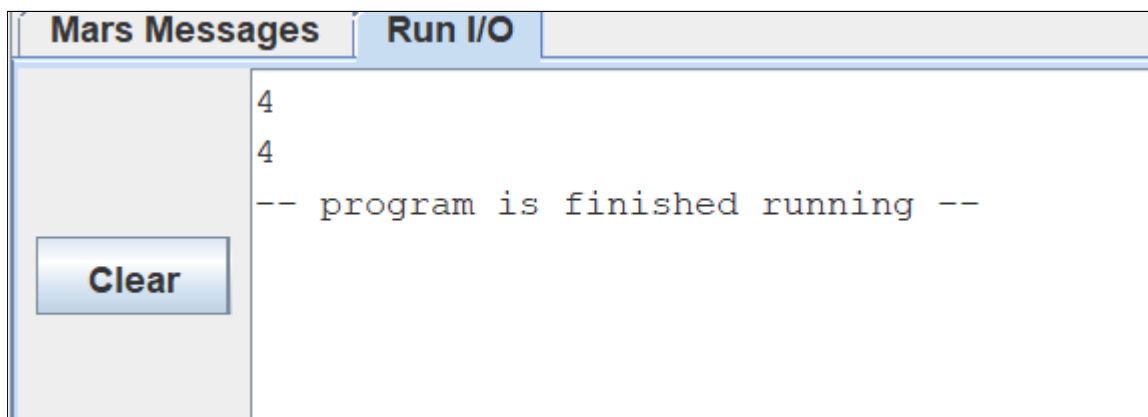 Mars Messages Run I/O
4
4
-- program is finished running --
Clear